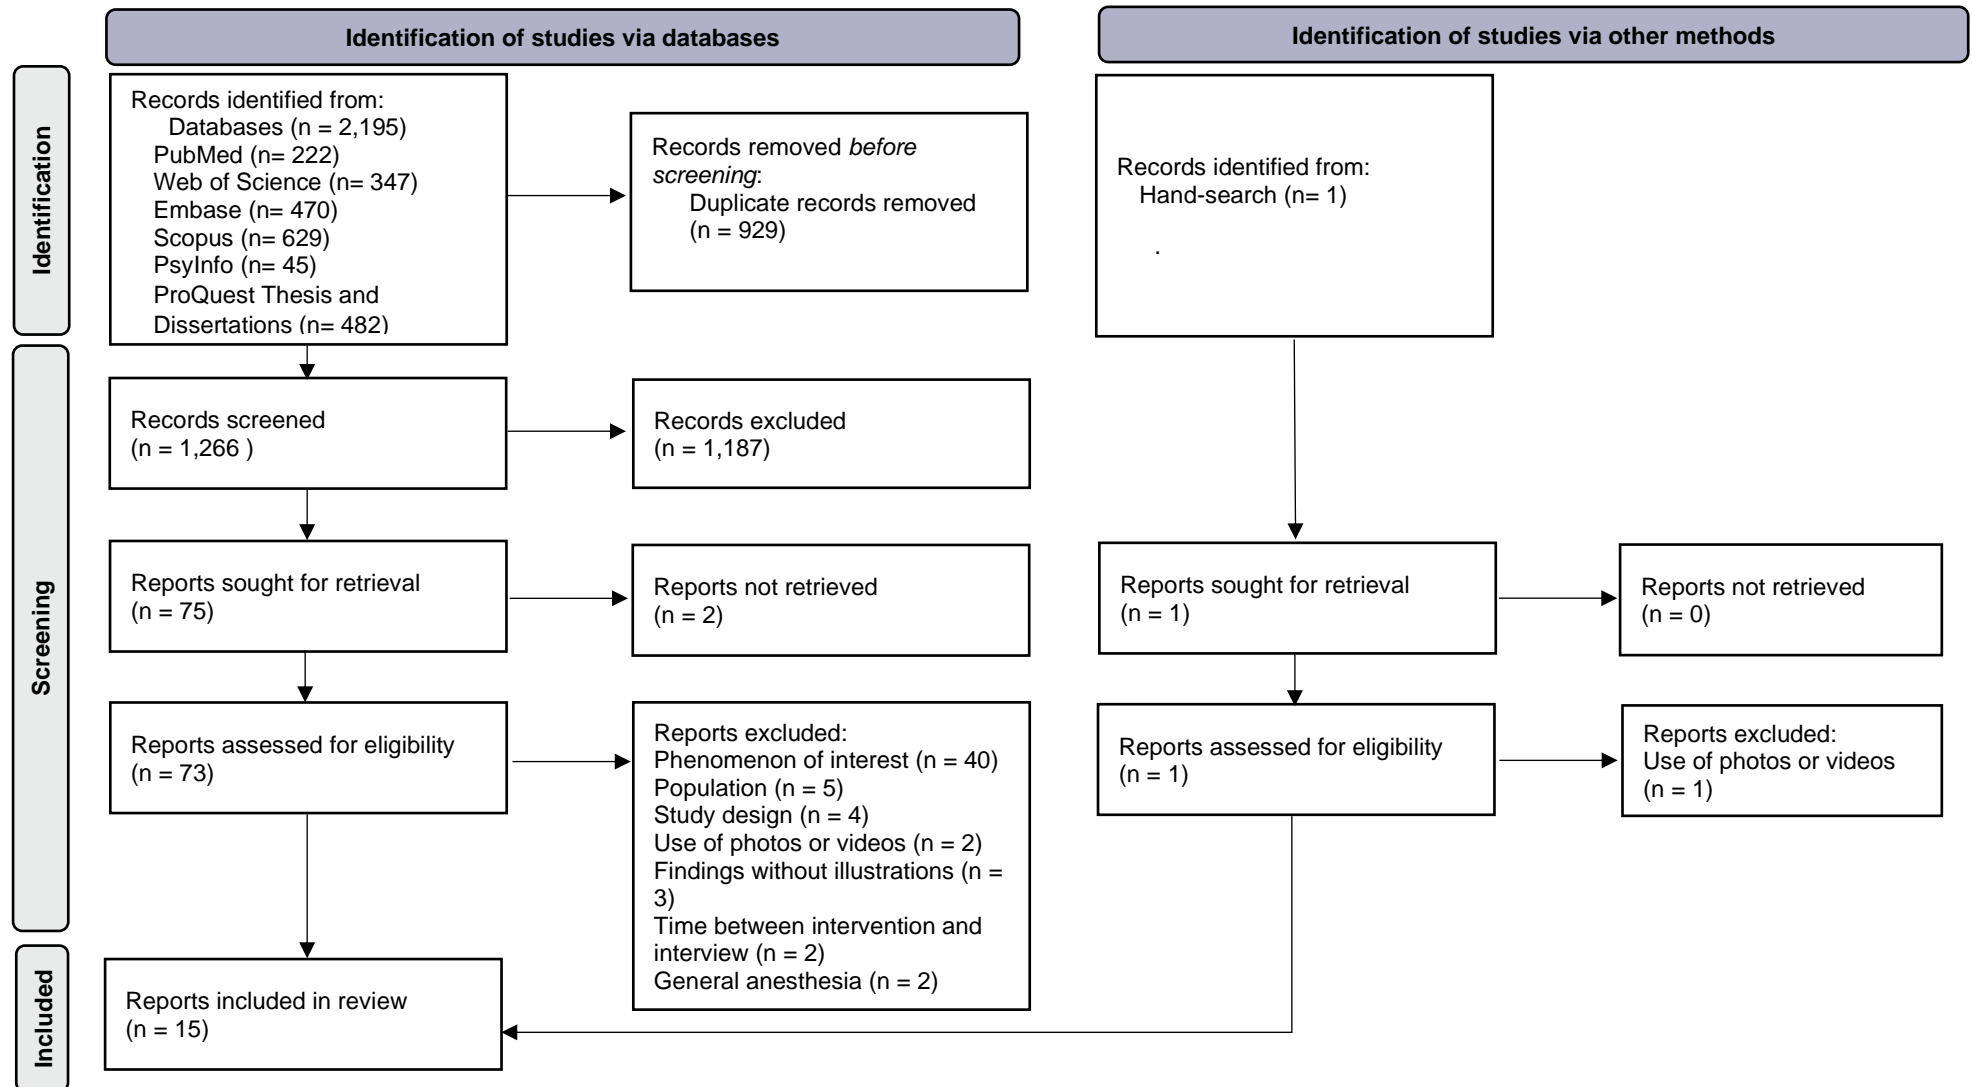 Identification of studies via databases
Identification of studies via other methods
Identification
Records identified from:
Databases (n = 2,195)
PubMed (n= 222)
Web of Science (n= 347)
Embase (n= 470)
Scopus (n= 629)
PsyInfo (n= 45)
ProQuest Thesis and
Dissertations (n= 482)
Records removed before
screening:
Duplicate records removed
(n = 929)
Records identified from:
Hand-search (n= 1)
.
Screening
Records screened
(n = 1,266 )
Records excluded
(n = 1,187)
Reports sought for retrieval
(n = 75)
Reports not retrieved
(n = 2)
Reports sought for retrieval
(n = 1)
Reports not retrieved
(n = 0)
Reports assessed for eligibility
(n = 73)
Reports excluded:
Phenomenon of interest (n = 40)
Population (n = 5)
Study design (n = 4)
Use of photos or videos (n = 2)
Findings without illustrations (n =
3)
Time between intervention and
interview (n = 2)
General anesthesia (n = 2)
Reports assessed for eligibility
(n = 1)
Reports excluded:
Use of photos or videos
(n = 1)
Included
Reports included in review
(n = 15)